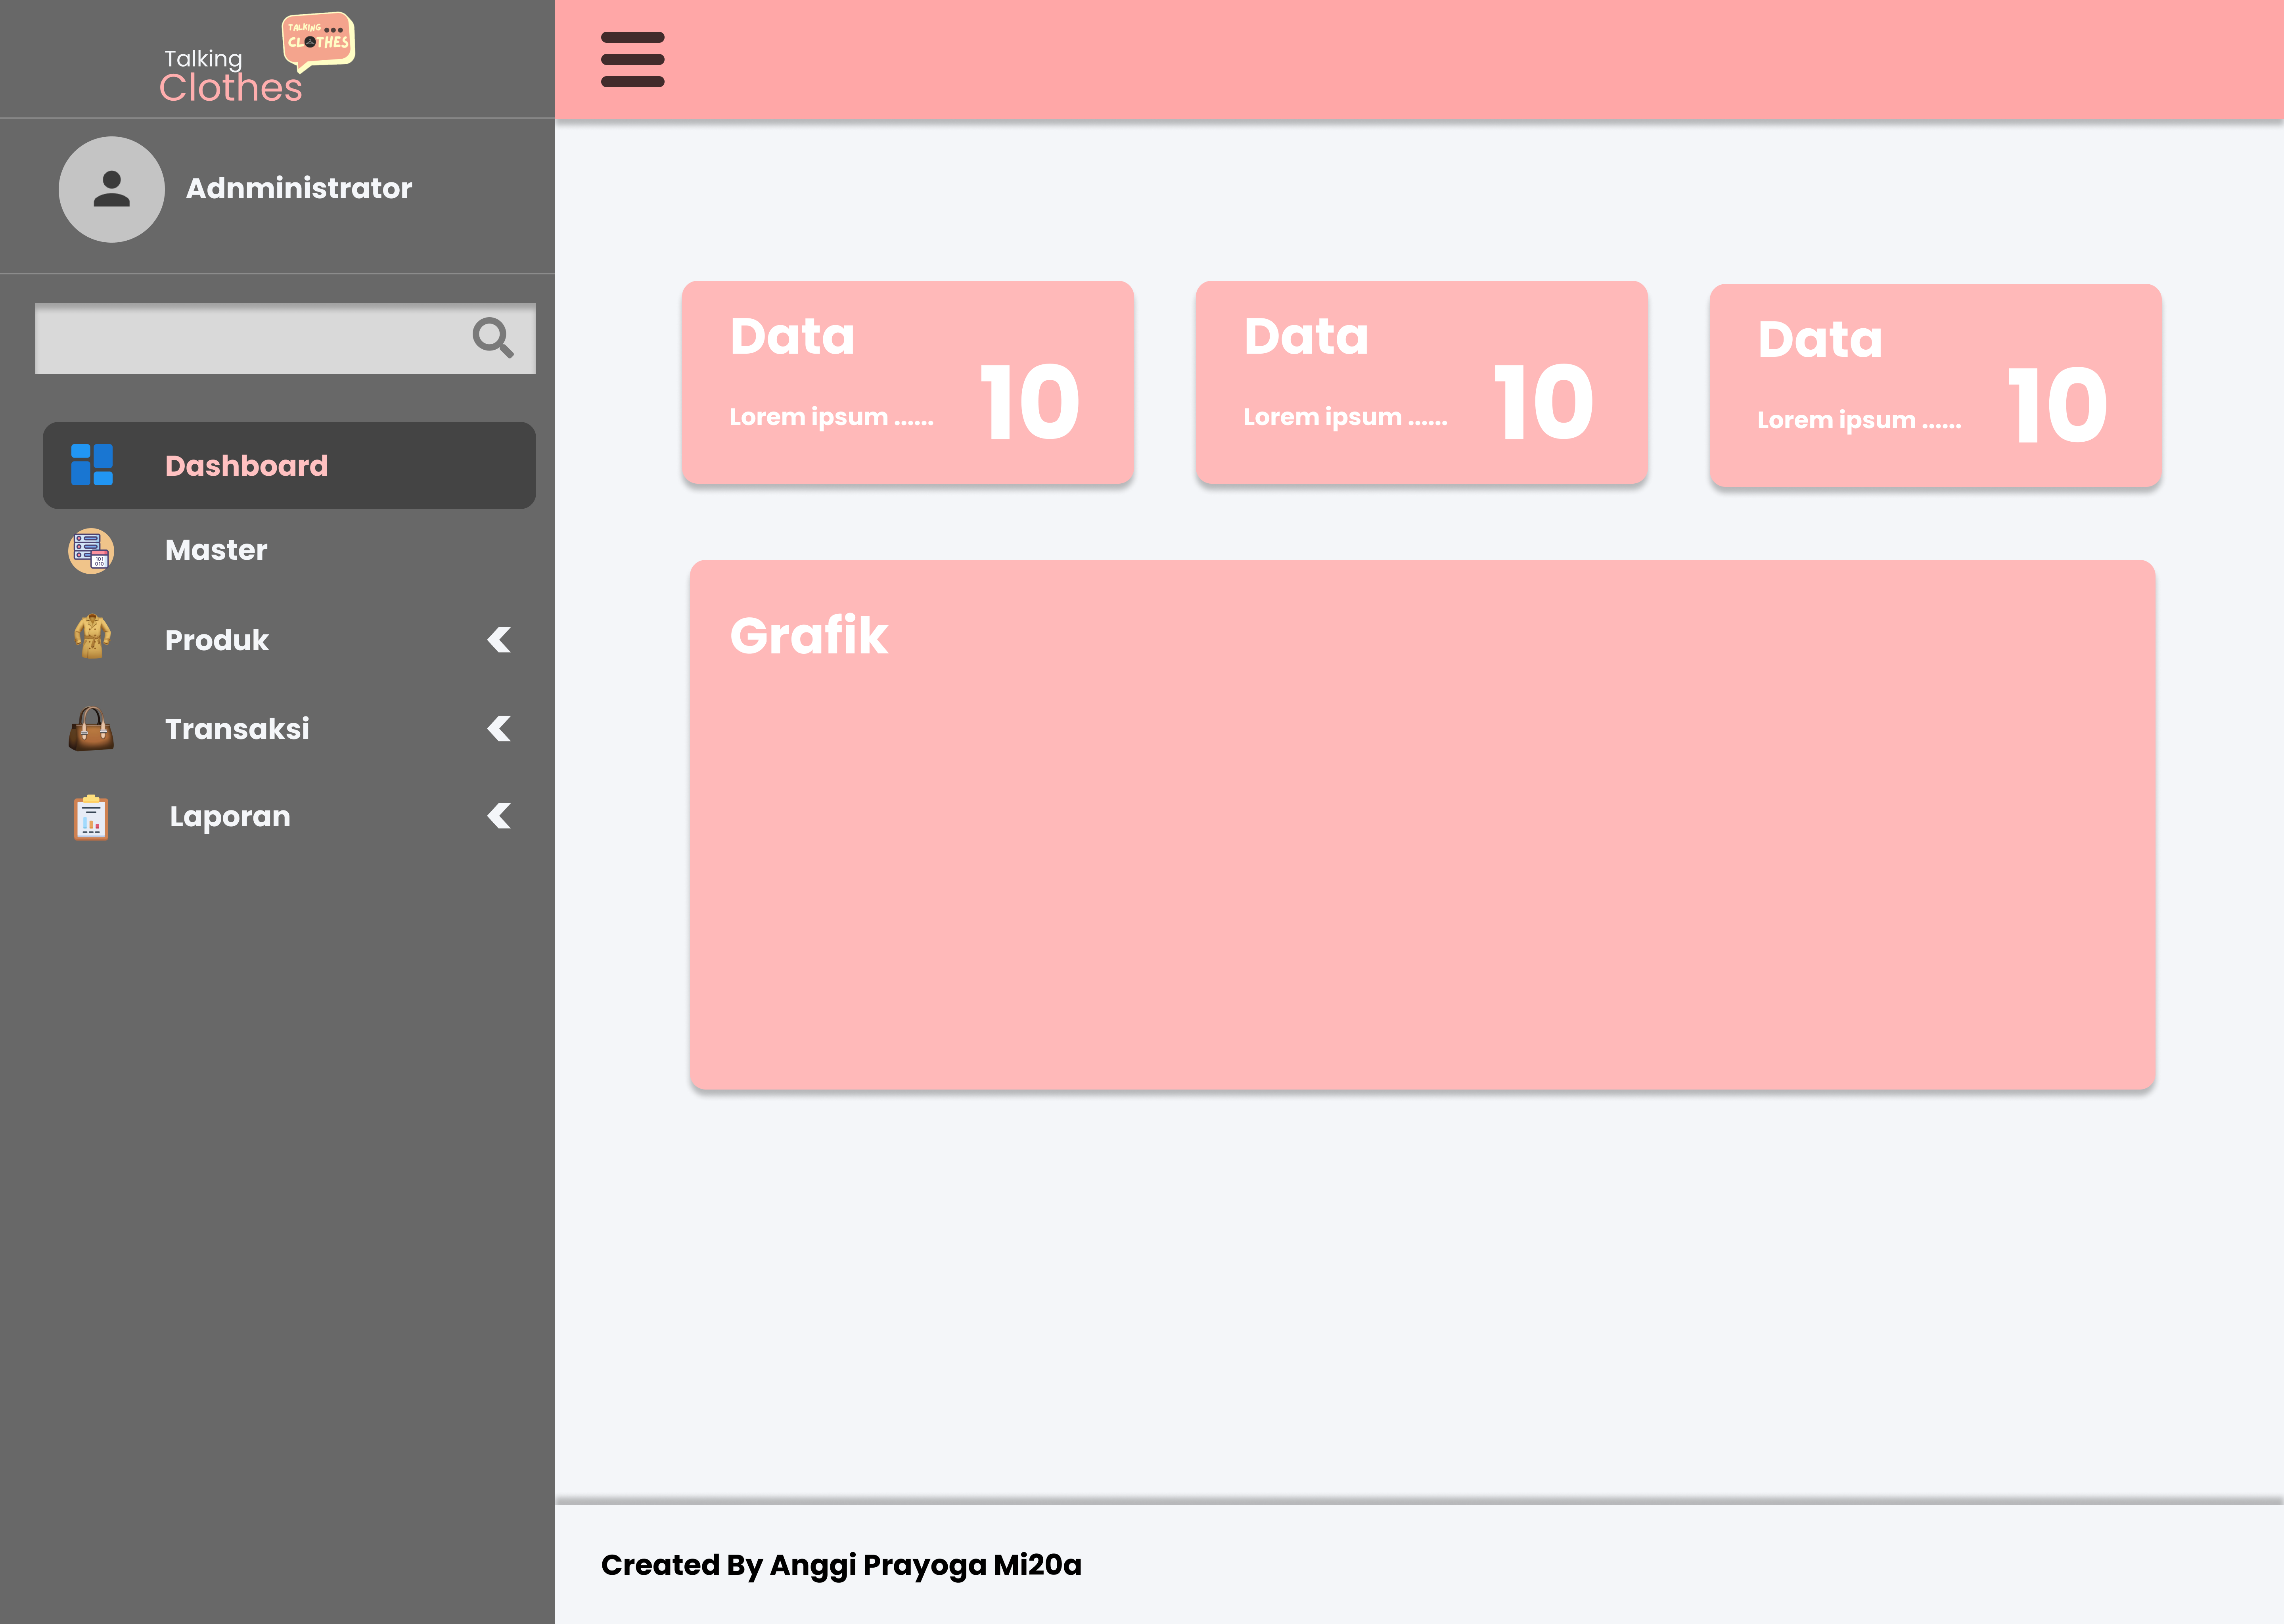 Talking
Clothes
TALKING
CLOTHES
Adnministrator
Dashboard
Master
Produk
Transaksi
Laporan
Data
Lorem ipsum ......
10
Data
Lorem ipsum ......
10
Data
Lorem ipsum ......
10
Grafik
Created By Anggi Prayoga Mi20a